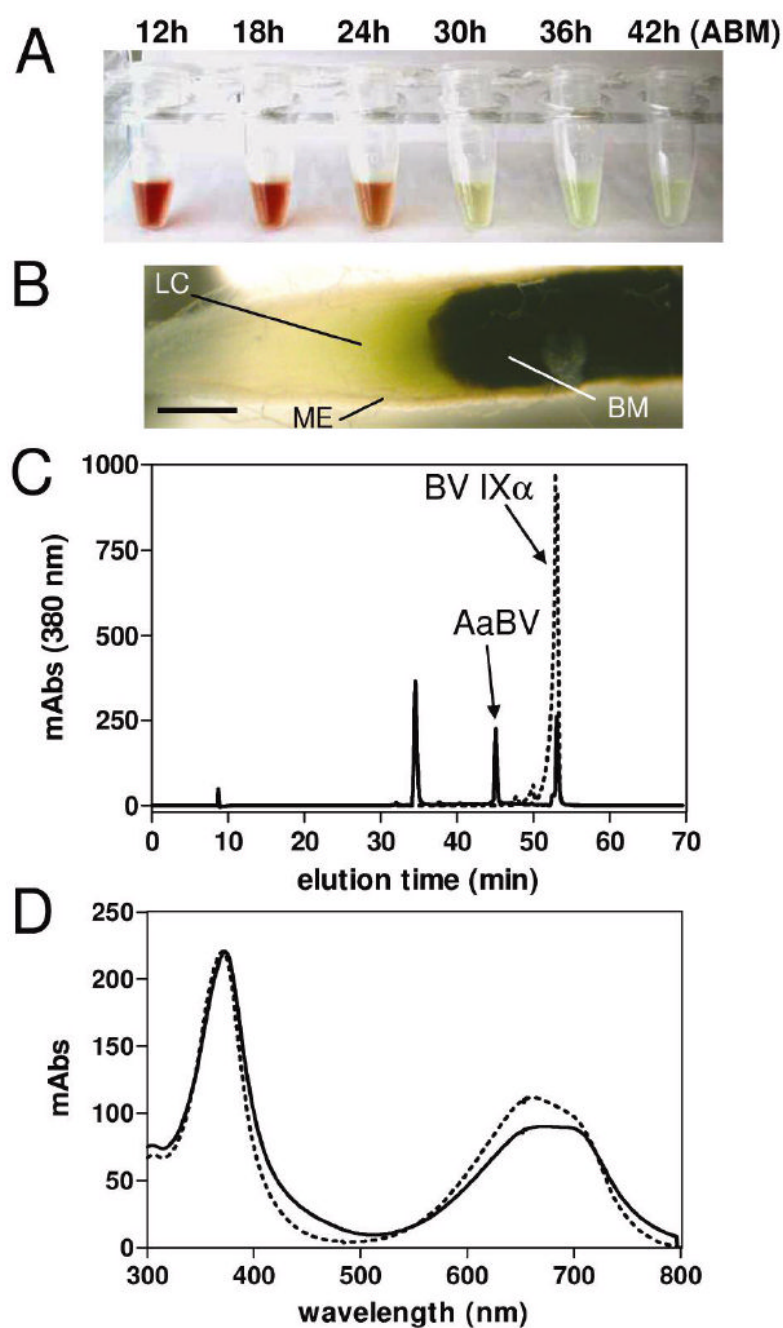 A
12h 18h 24h 30h 36h 42h (ABM)
B
LC
ME
BM
C
mAbs (380 nm)
1000
750
500
250
0
BV IXα
AaBV
0 10 20 30 40 50 60 70
elution time (min)
D
mAbs
250
200
150
100
50
0
300 400 500 600 700 800
wavelength (nm)